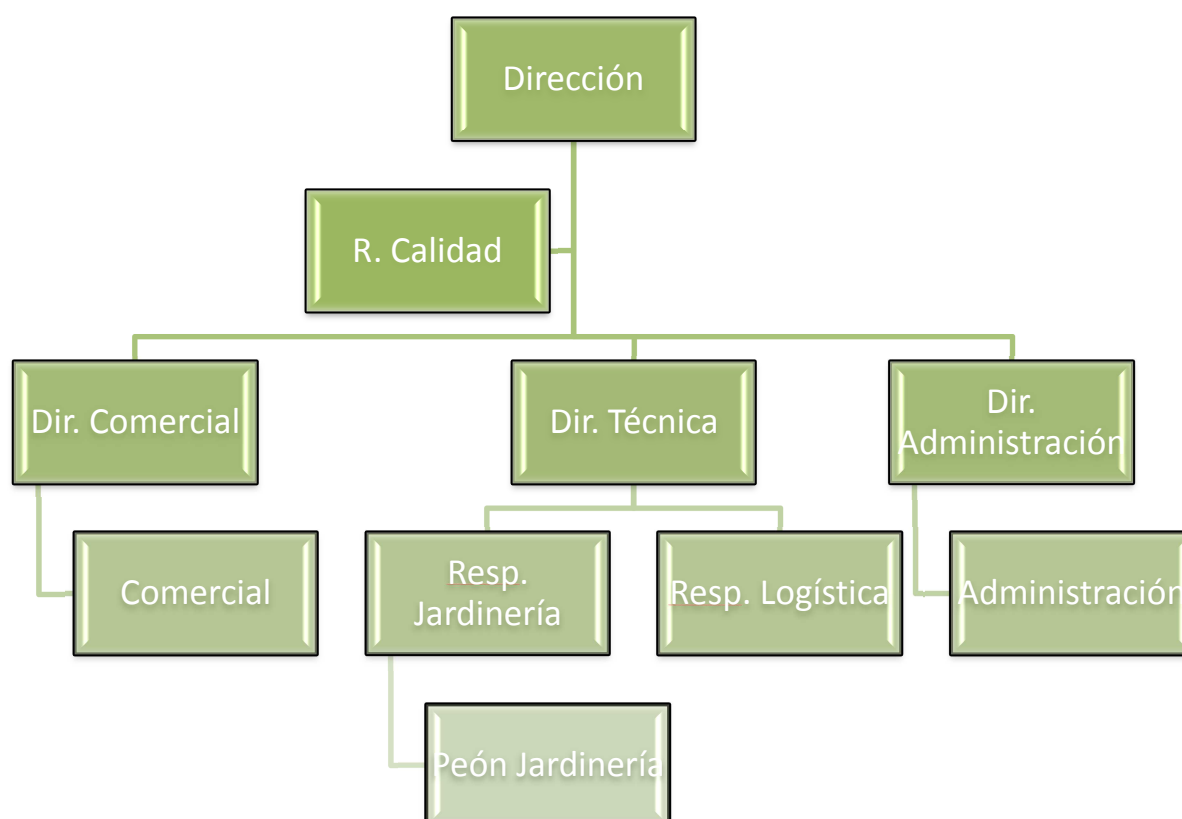 Dirección
R. Calidad
Dir. Comercial
Dir. Técnica
Dir.
Administración
Comercial
Resp.
Jardinería
Resp. Logística
Administración
Peón Jardinería